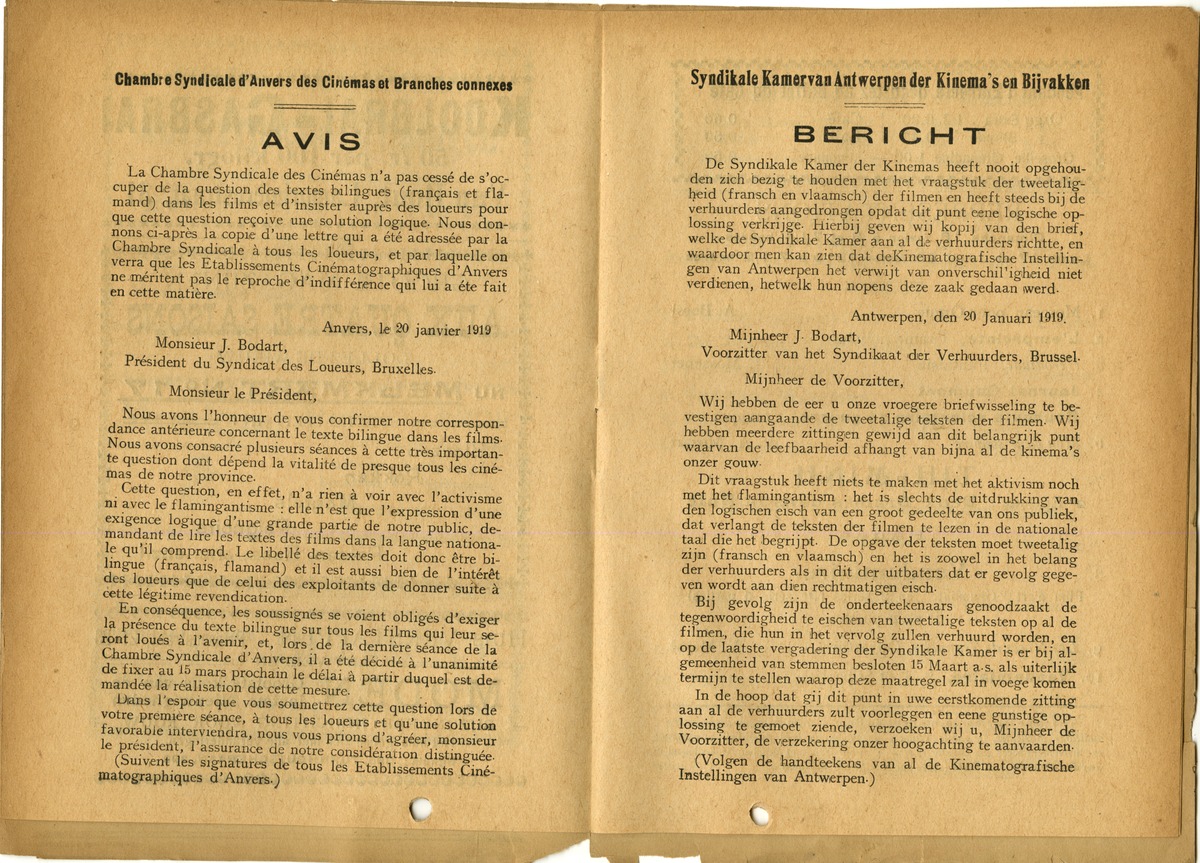 Chambre Syndicale d'Anvers des Cinémas et Branches connexes
AVIS
La Chambre Syndicale des Cinémas n'a pas cessé de s'oc-
cuper de la question des textes bilingues (français et fla-
mand) dans les films et d'insister auprès des loueurs pour
que cette question reçoive une solution logique. Nous don-
nons ci-après la copie d'une lettre qui a été adressée par la
Chambre Syndicale à tous les loueurs, et par laquelle on
verra que les Etablissements Cinématographiques d'Anvers
ne méritent pas le reproche d'indifférence qui lui a éte fait
en cette matière.
Anvers, le 20 janvier 1919
Monsieur J. Bodart,
Président du Syndicat des Loueurs, Bruxelles.
Monsieur le Président,
Nous avons l'honneur de vous confirmer notre correspon-
dance antérieure concernant le texte bilingue dans les films.
Nous avons consacré plusieurs séances à cette très importan-
te question dont dépend la vitalité de presque tous les ciné-
mas de notre province.
Cette question, en effet, n'a rien à voir avec l'activisme
ni avec le flamingantisme : elle n'est que l'expression d'une
exigence logique d'une grande partie de notre public, de-
mandant de lire les textes des films dans la langue nationa-
le qu'il comprend. Le libellé des textes doit donc être bi-
lingue (français, flamand) et il est aussi bien de l'intérêt
des loueurs que de celui des exploitants de donner suite à
cette légitime revendication.
En conséquence, les soussignés se voient obligés d'exiger
la présence du texte bilingue sur tous les films qui leur se-
ront loués à l'avenir, et, lors de la dernière séance de la
Chambre Syndicale d'Anvers, il a été décidé à l'unanimité
de fixer au 15 mars prochain le délai à partir duquel est de-
mandée la réalisation de cette mesure.
Dans l'espoir que vous soumettrez cette question lors de
votre première séance, à tous les loueurs et qu'une solution
favorable interviendra, nous vous prions d'agréer, monsieur
le président, l'assurance de notre considération distinguée.
(Suivent les signatures de tous les Etablissements Ciné-
matographiques d'Anvers.)
Syndikale Kamervan Antwerpen der Kinema's en Bijvakken
BERICHT
De Syndikale Kamer der Kinemas heeft nooit opgehou-
den zich bezig te houden met het vraagstuk der tweetalig-
heid (fransch en vlaamsch) der filmen en heeft steeds bij de
verhuurders aangedrongen opdat dit punt eene logische op-
lossing verkrijge. Hierbij geven wij kopij van den brief,
welke de Syndikale Kamer aan al de verhuurders richtte, en
waardoor men kan zien dat deKinematografische Instellin-
gen van Antwerpen het verwijt van onverschil'igheid niet
verdienen, hetwelk hun nopens deze zaak gedaan werd.
Antwerpen, den 20 Januari 1919.
Mijnheer J. Bodart,
Voorzitter van het Syndikaat der Verhuurders, Brussel.
Mijnheer de Voorzitter,
Wij hebben de eer u onze vroegere briefwisseling te be-
vestigen aangaande de tweetalige teksten der filmen. Wij
hebben meerdere zittingen gewijd aan dit belangrijk punt
waarvan de leefbaarheid afhangt van bijna al de kinema's
onzer gouw.
Dit vraagstuk heeft niets te maken met het aktivism noch
met het flamingantism : het is slechts de uitdrukking van
den logischen eisch van een groot gedeelte van ons publiek,
dat verlangt de teksten der filmen te lezen in de nationale
taal die het begrijpt. De opgave der teksten moet tweetalig
zijn (fransch en vlaamsch) en het is zoowel in het belang
der verhuurders als in dit der uitbaters dat er gevolg gege-
ven wordt aan dien rechtmatigen eisch.
Bij gevolg zijn de onderteekenaars genoodzaakt de
tegenwoordigheid te eischen van tweetalige teksten op al de
filmen, die hun in het vervolg zullen verhuurd worden, en
op de laatste vergadering der Syndikale Kamer is er bij al-
gemeenheid van stemmen besloten 15 Maart a.s. als uiterlijk
termijn te stellen waarop deze maatregel zal in voege komen
In de hoop dat gij dit punt in uwe eerstkomende zitting
aan al de verhuurders zult voorleggen en eene gunstige op-
lossing te gemoet ziende, verzoeken wij u, Mijnheer de
Voorzitter, de verzekering onzer hoogachting te aanvaarden.
(Volgen de handteekens van al de Kinematografische
Instellingen van Antwerpen.)